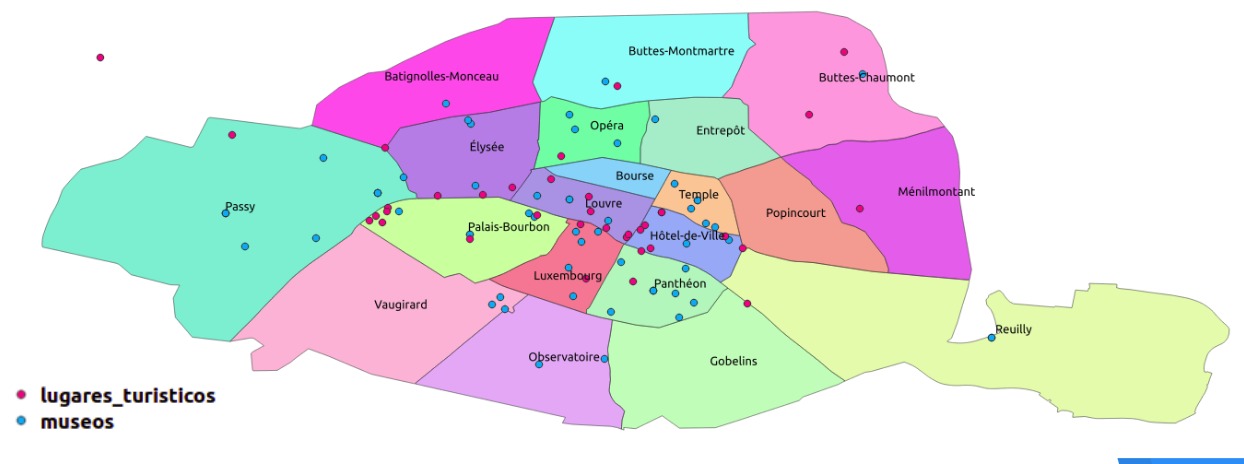 Buttes-Montmartre
Batignolles-Monceau
Buttes-Chaumont
Opéra
Entrepôt
Élysée
Bourse
Ménilmontant
Temple
Louvre
Passy
Popincourt
Palais-Bourbon
Hôtel-de-Ville
Luxembourg
Panthéon
Vaugirard
Reuilly
Observatoire
Gobelins
lugares_turisticos
museos